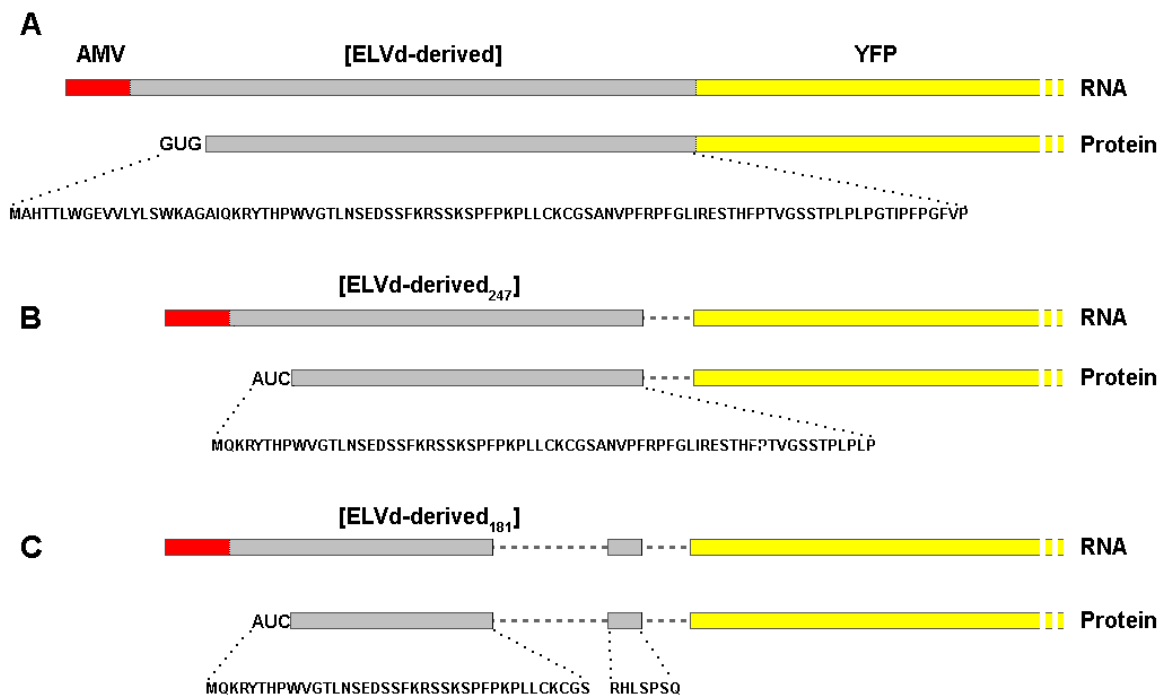 A
AMV [ELVd-derived] YFP
RNA
GUG Protein
MAHTTLWGEVVLYLSWKAGAIQKRYTHPWVGTLNSEDSSFKRSSKSPFPKPLLCKCGSANVPFRPFGLIRESTHFPTVGSSTPLPLPGTIPFPGFVP
[ELVd-derived247]
B RNA
AUC Protein
MQKRYTHPWVGTLNSEDSSFKRSSKSPFPKPLLCKCGSANVPFRPFGLIRESTHFPTVGSSTPLPLP
[ELVd-derived181]
C RNA
AUC Protein
MQKRYTHPWVGTLNSEDSSFKRSSKSPFPKPLLCKCGS RHLSPSQ